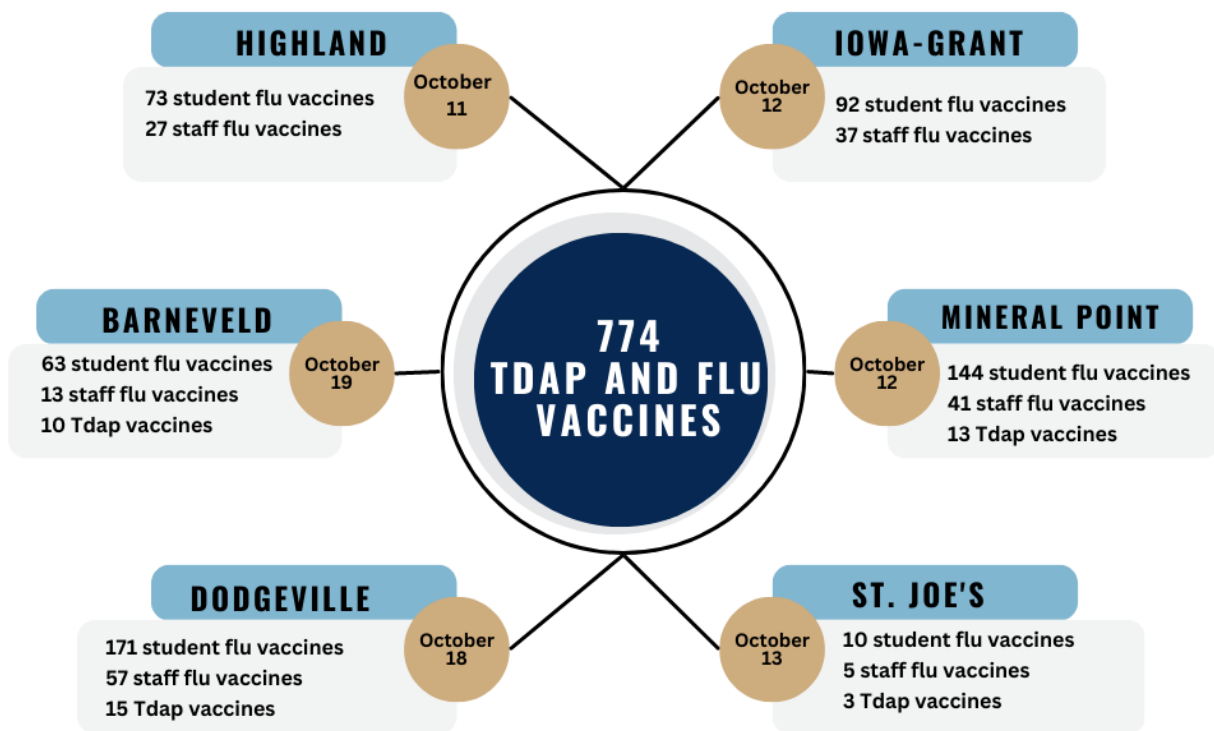 HIGHLAND
October
11
73 student flu vaccines
27 staff flu vaccines
IOWA-GRANT
October
12
92 student flu vaccines
37 staff flu vaccines
BARNEVELD
October
19
63 student flu vaccines
13 staff flu vaccines
10 Tdap vaccines
774
TDAP AND FLU
VACCINES
MINERAL POINT
October
12
144 student flu vaccines
41 staff flu vaccines
13 Tdap vaccines
DODGEVILLE
October
18
171 student flu vaccines
57 staff flu vaccines
15 Tdap vaccines
ST. JOE'S
October
13
10 student flu vaccines
5 staff flu vaccines
3 Tdap vaccines